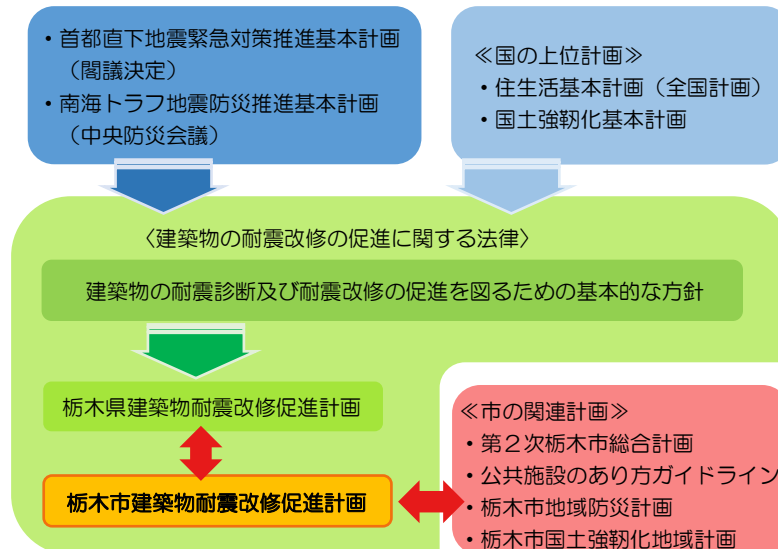 ・首都直下地震緊急対策推進基本計画
（閣議決定）
・南海トラフ地震防災推進基本計画
（中央防災会議）
≪国の上位計画≫
・住生活基本計画（全国計画）
・国土強靱化基本計画
〈建築物の耐震改修の促進に関する法律〉
建築物の耐震診断及び耐震改修の促進を図るための基本的な方針
栃木県建築物耐震改修促進計画
栃木市建築物耐震改修促進計画
≪市の関連計画≫
・第２次栃木市総合計画
・公共施設のあり方ガイドライン
・栃木市地域防災計画
・栃木市国土強靱化地域計画